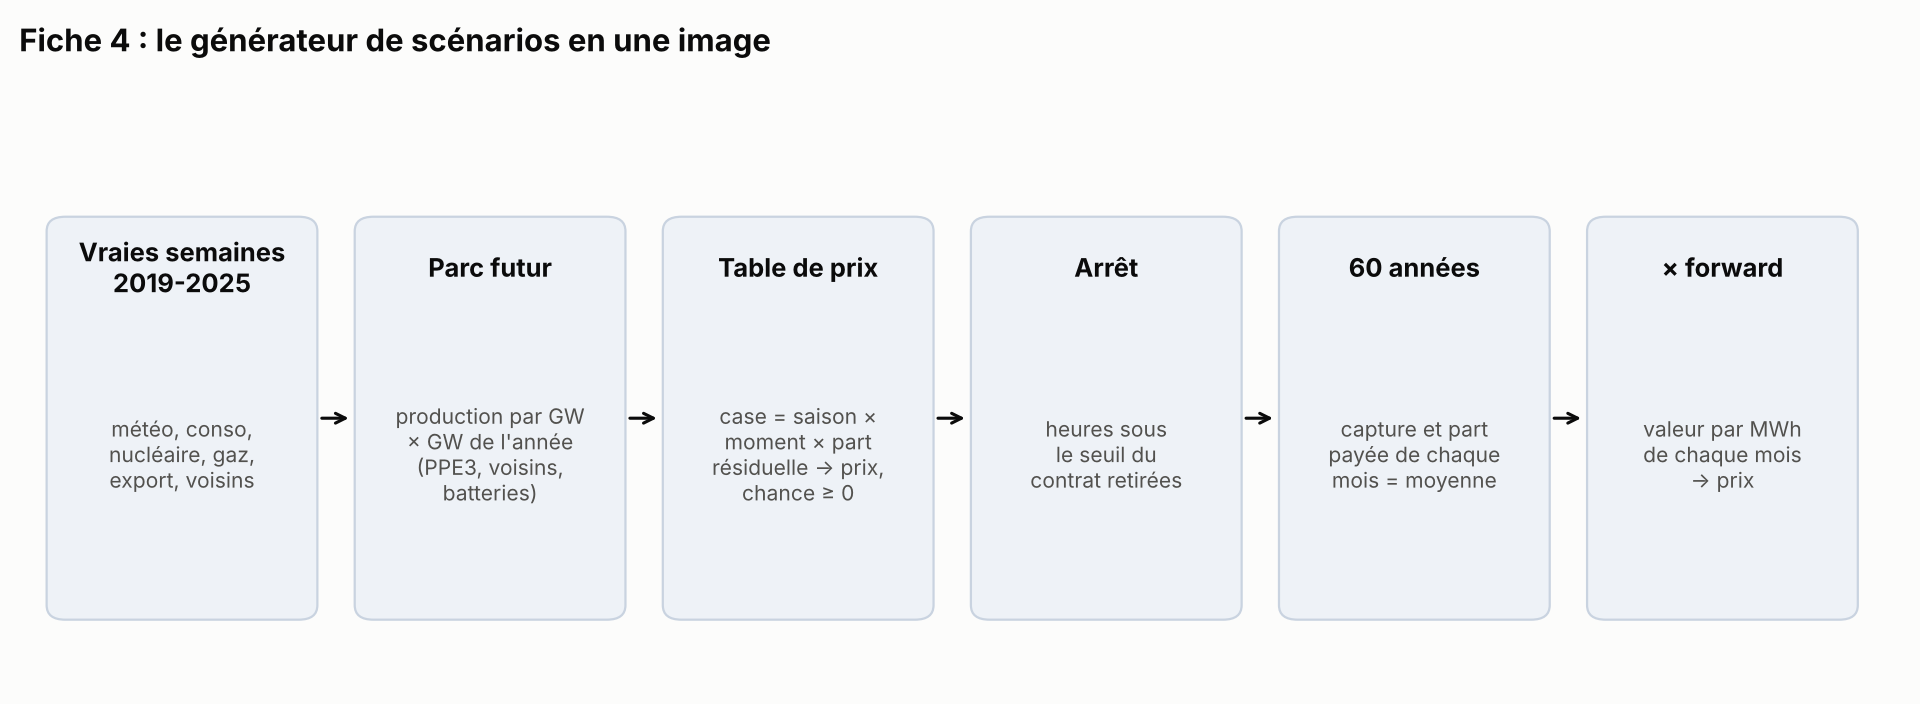 Fiche 4 : le générateur de scénarios en une image
Vraies semaines
2019-2025
météo, conso,
nucléaire, gaz,
export, voisins
→
Parc futur
production par GW
× GW de l'année
(PPE3, voisins,
batteries)
→
Table de prix
case = saison ×
moment × part
résiduelle → prix,
chance ≥ 0
→
Arrêt
heures sous
le seuil du
contrat retirées
→
60 années
capture et part
payée de chaque
mois = moyenne
→
× forward
valeur par MWh
de chaque mois
→ prix